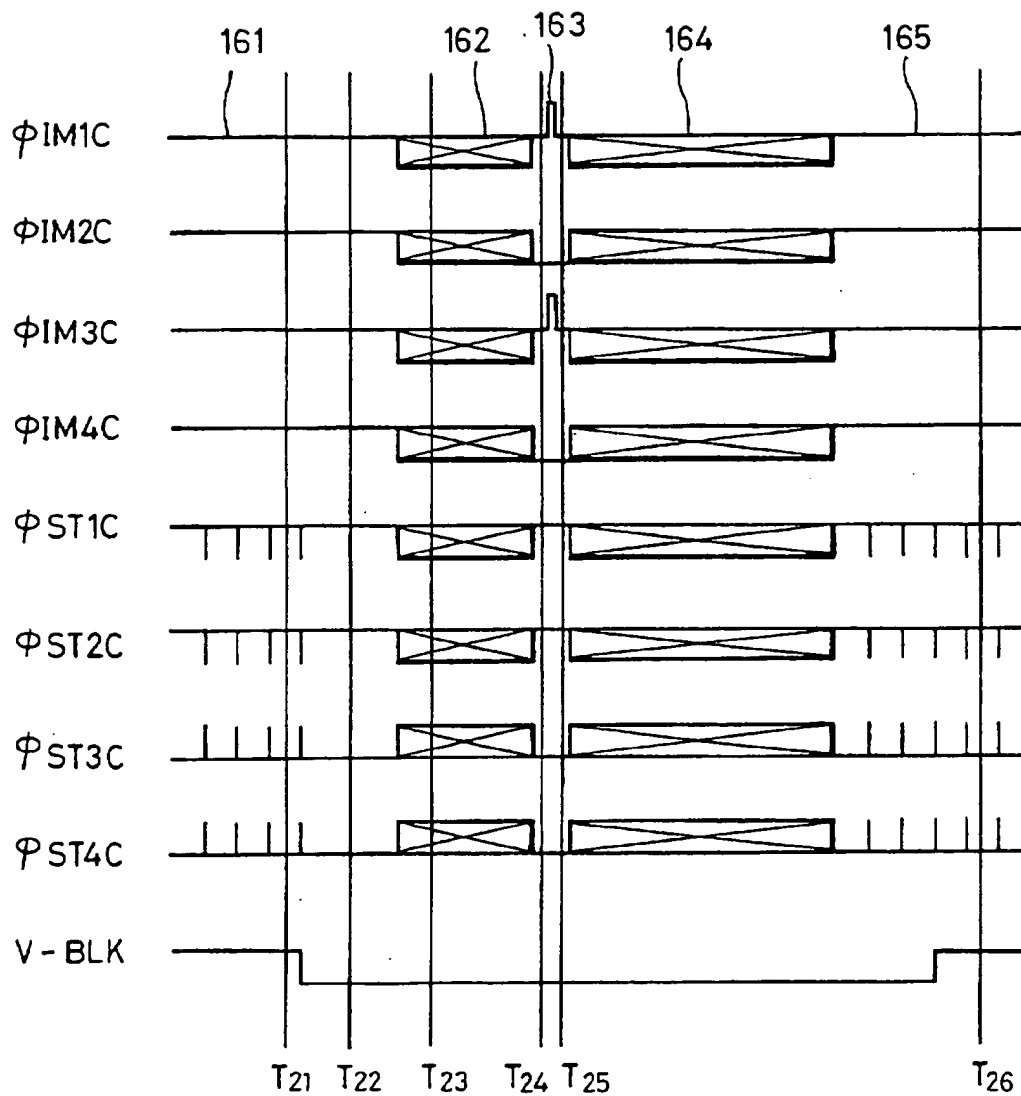 161 162 163 164 165
φIM1C
φIM2C
φIM3C
φIM4C
φST1C
φST2C
φST3C
φST4C
V-BLK
T21 T22 T23 T24 T25 T26